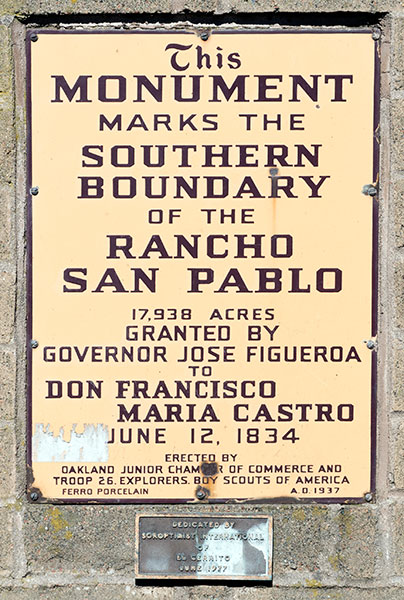 This
MONUMENT
MARKS THE
SOUTHERN
BOUNDARY
OF THE
RANCHO
SAN PABLO
17,938 ACRES
GRANTED BY
GOVERNOR JOSE FIGUEROA
TO
DON FRANCISCO
MARIA CASTRO
JUNE 12, 1834
ERECTED BY
OAKLAND JUNIOR CHAMBER OF COMMERCE AND
TROOP 26. EXPLORERS. BOY SCOUTS OF AMERICA
FERRO PORCELAIN A.D. 1937
DEDICATED BY
SOROPTIMIST INTERNATIONAL
OF
EL CERRITO
JUNE 1977